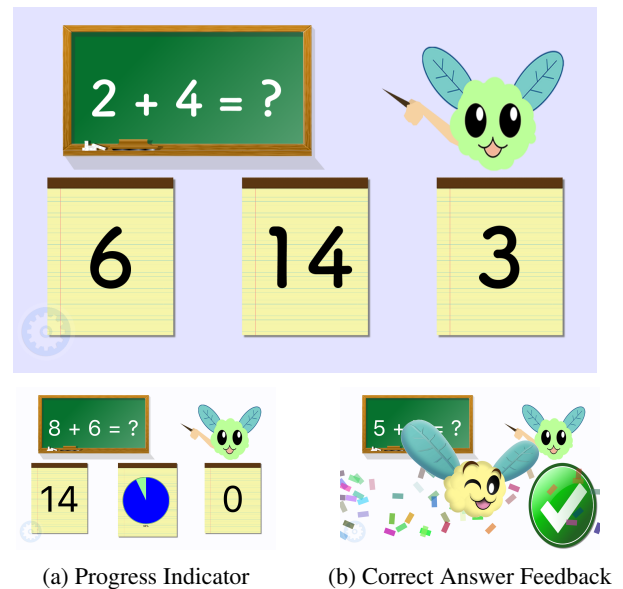 2 + 4 = ?
6 14 3
8 + 6 = ?
14 0
5 + = ?
(a) Progress Indicator
(b) Correct Answer Feedback